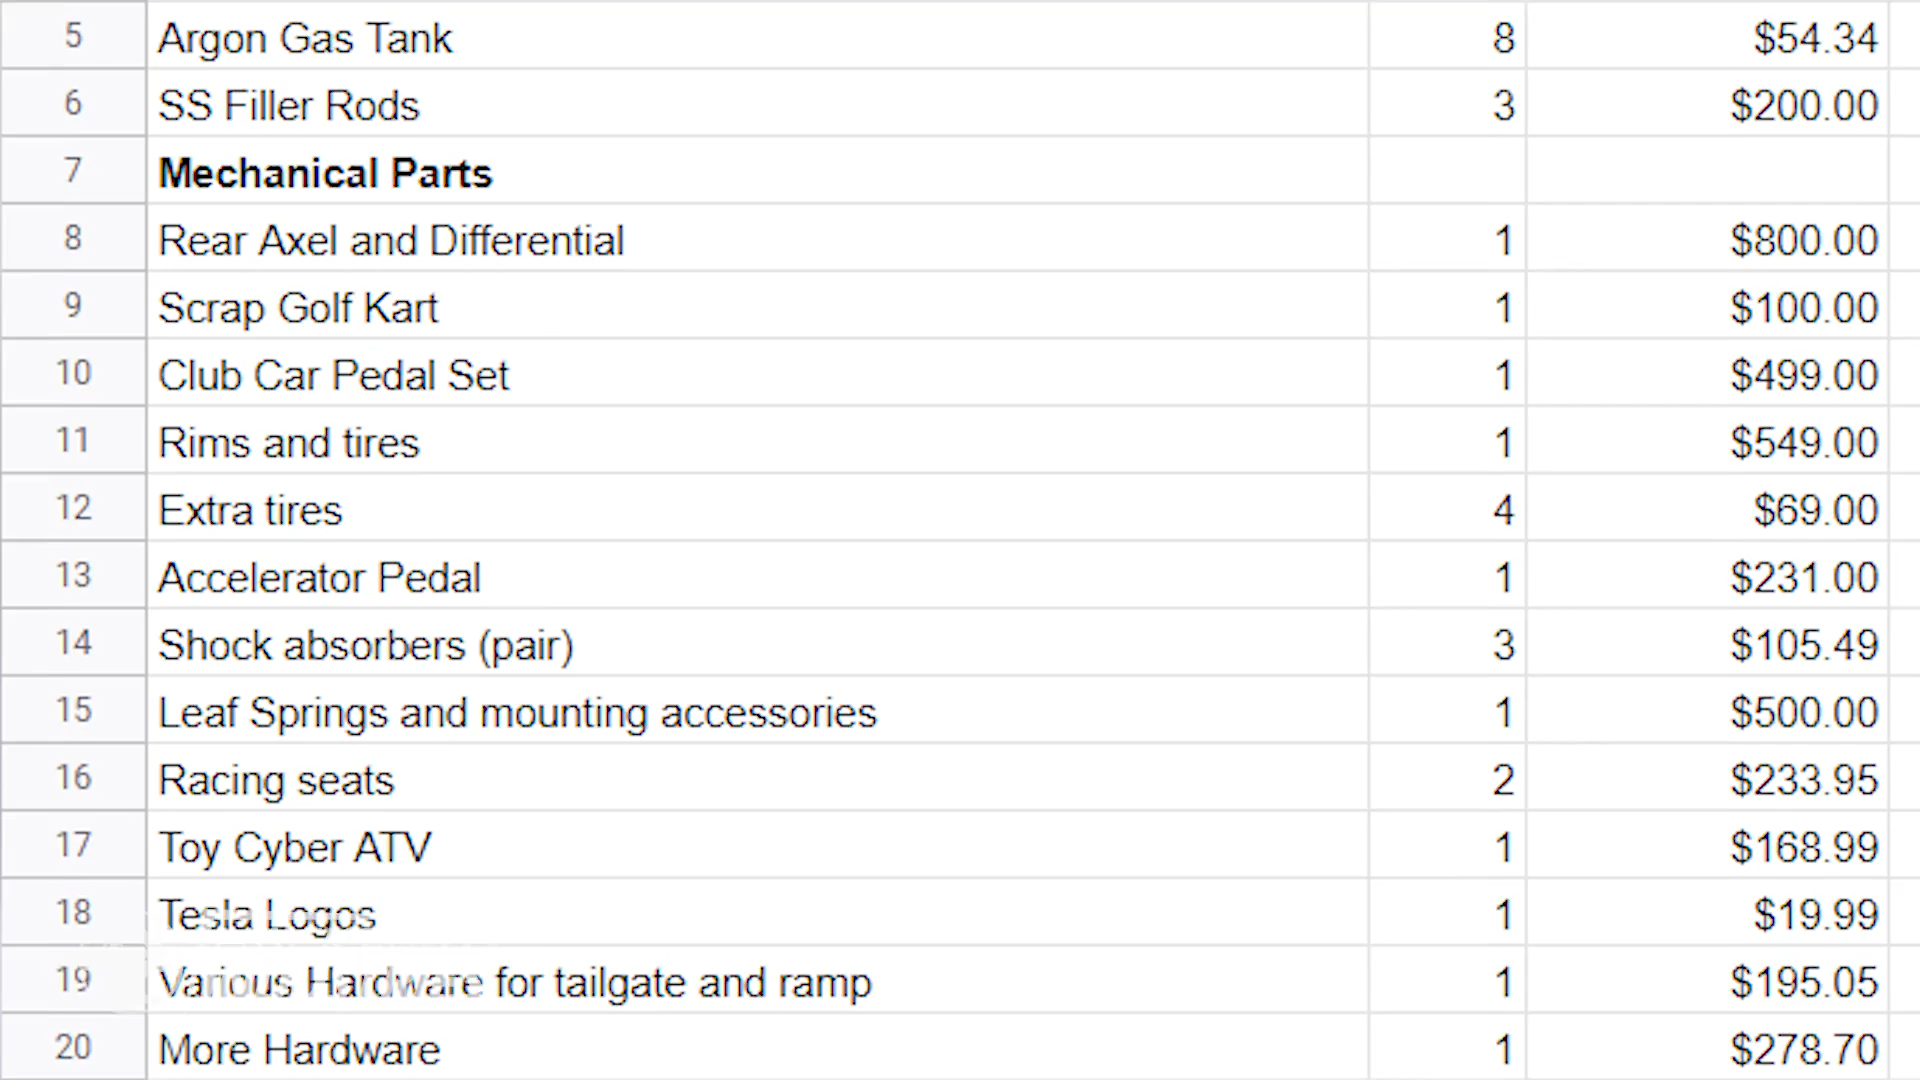 5 Argon Gas Tank 8 $54.34
6 SS Filler Rods 3 $200.00
7 Mechanical Parts
8 Rear Axel and Differential 1 $800.00
9 Scrap Golf Kart 1 $100.00
10 Club Car Pedal Set 1 $499.00
11 Rims and tires 1 $549.00
12 Extra tires 4 $69.00
13 Accelerator Pedal 1 $231.00
14 Shock absorbers (pair) 3 $105.49
15 Leaf Springs and mounting accessories 1 $500.00
16 Racing seats 2 $233.95
17 Toy Cyber ATV 1 $168.99
18 Tesla Logos 1 $19.99
19 Various Hardware for tailgate and ramp 1 $195.05
20 More Hardware 1 $278.70